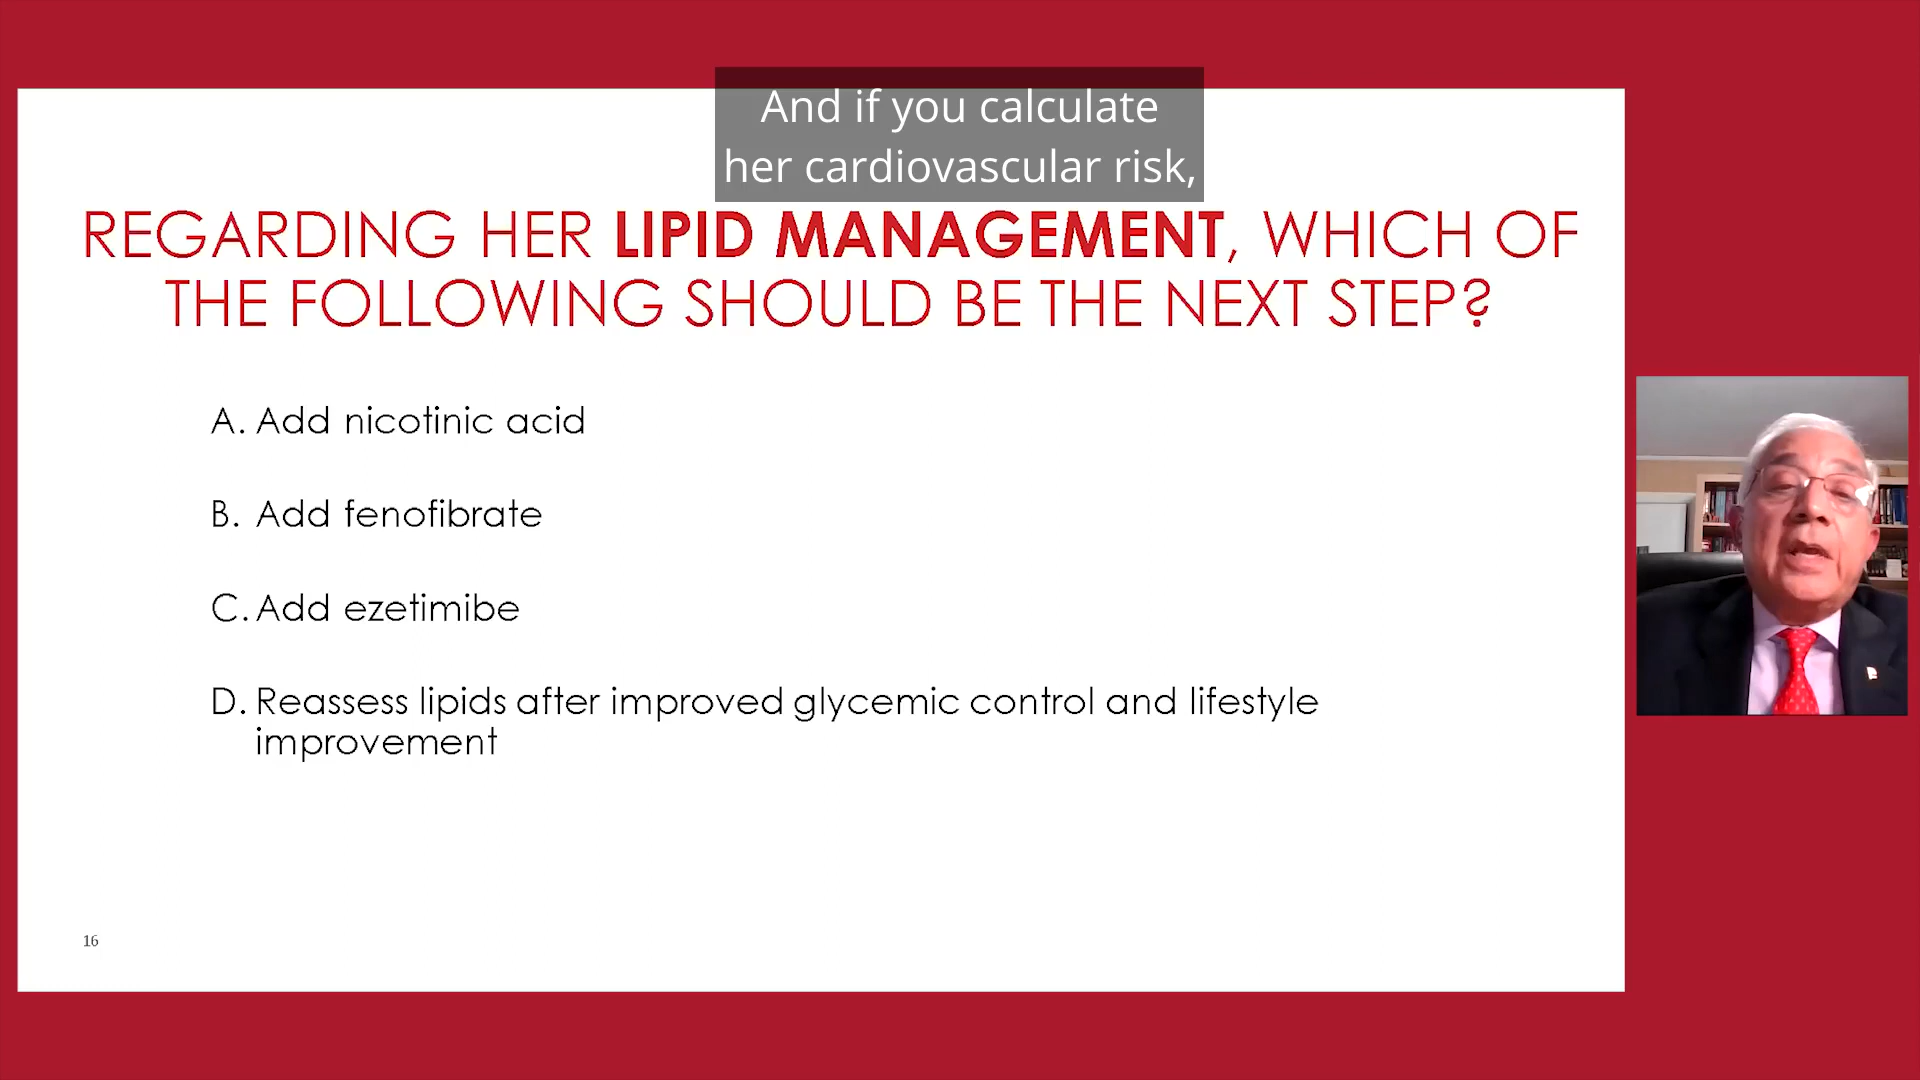 And if you calculate
her cardiovascular risk,
REGARDING HER LIPID MANAGEMENT, WHICH OF
THE FOLLOWING SHOULD BE THE NEXT STEP?
A. Add nicotinic acid
B. Add fenofibrate
C. Add ezetimibe
D. Reassess lipids after improved glycemic control and lifestyle
improvement
16